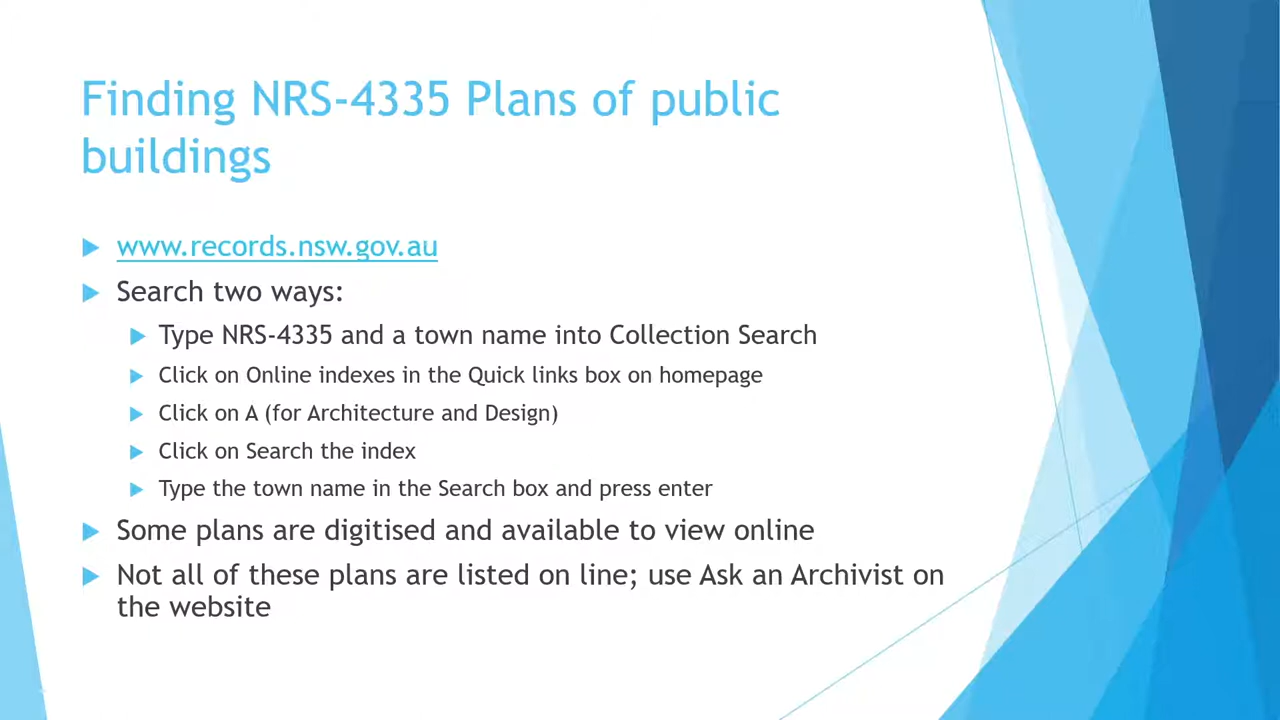 Finding NRS-4335 Plans of public
buildings
www.records.nsw.gov.au
Search two ways:
Type NRS-4335 and a town name into Collection Search
Click on Online indexes in the Quick links box on homepage
Click on A (for Architecture and Design)
Click on Search the index
Type the town name in the Search box and press enter
Some plans are digitised and available to view online
Not all of these plans are listed on line; use Ask an Archivist on
the website